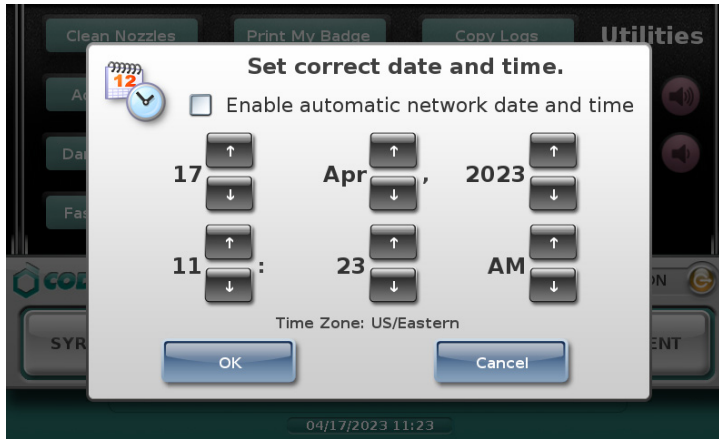 Clean Nozzles Print My Badge Copy Logs Utilities
Set correct date and time.
12
Enable automatic network date and time
17 Apr , 2023
11 : 23 AM
Time Zone: US/Eastern
OK Cancel
04/17/2023 11:23